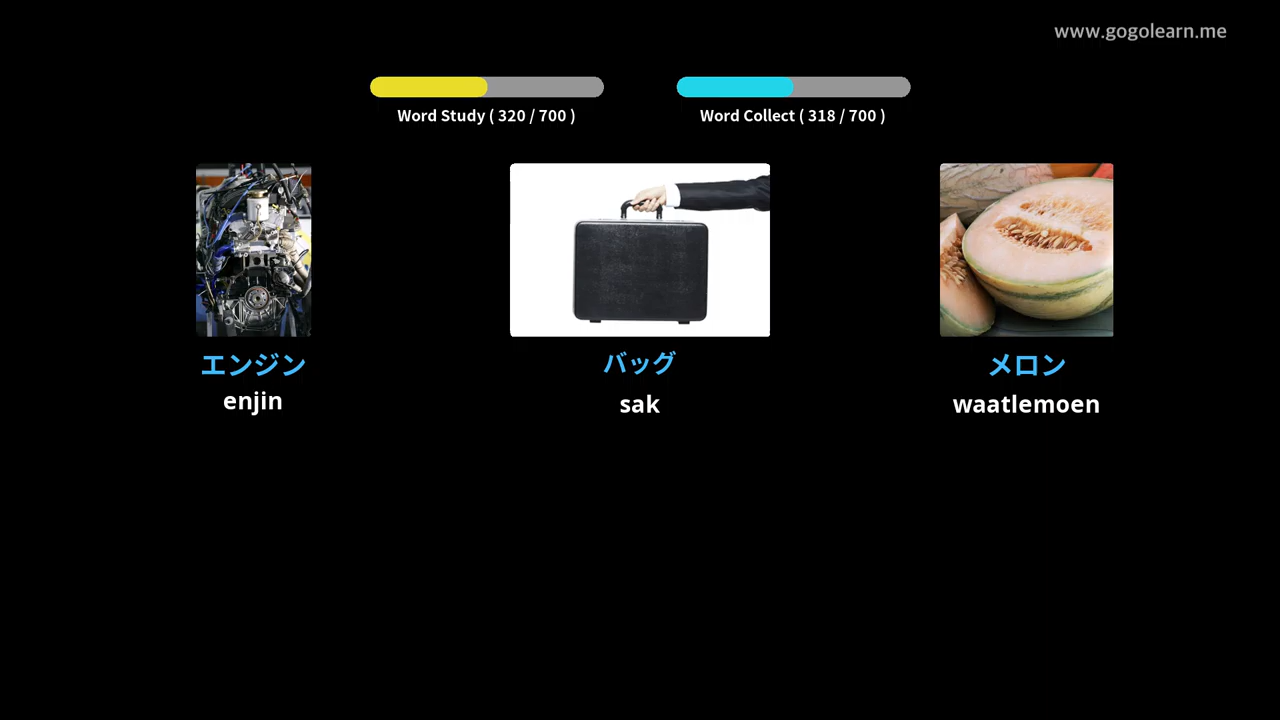 www.gogolearn.me
Word Study ( 320 / 700 )
Word Collect ( 318 / 700 )
エンジン
バッグ
メロン
enjin
sak
waatlemoen